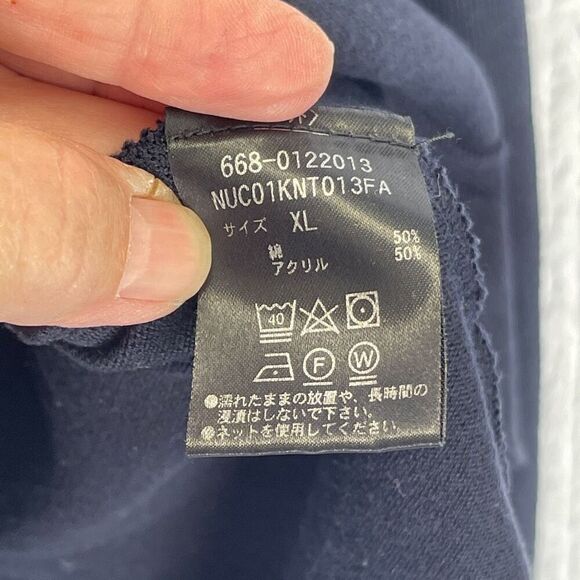 668-0122013
NUC01KNT013FA
サイズ XL
綿 50%
アクリル 50%
40
F W
●濡れたままの放置や、長時間の
浸漬はしないで下さい。
●ネットを使用してください。